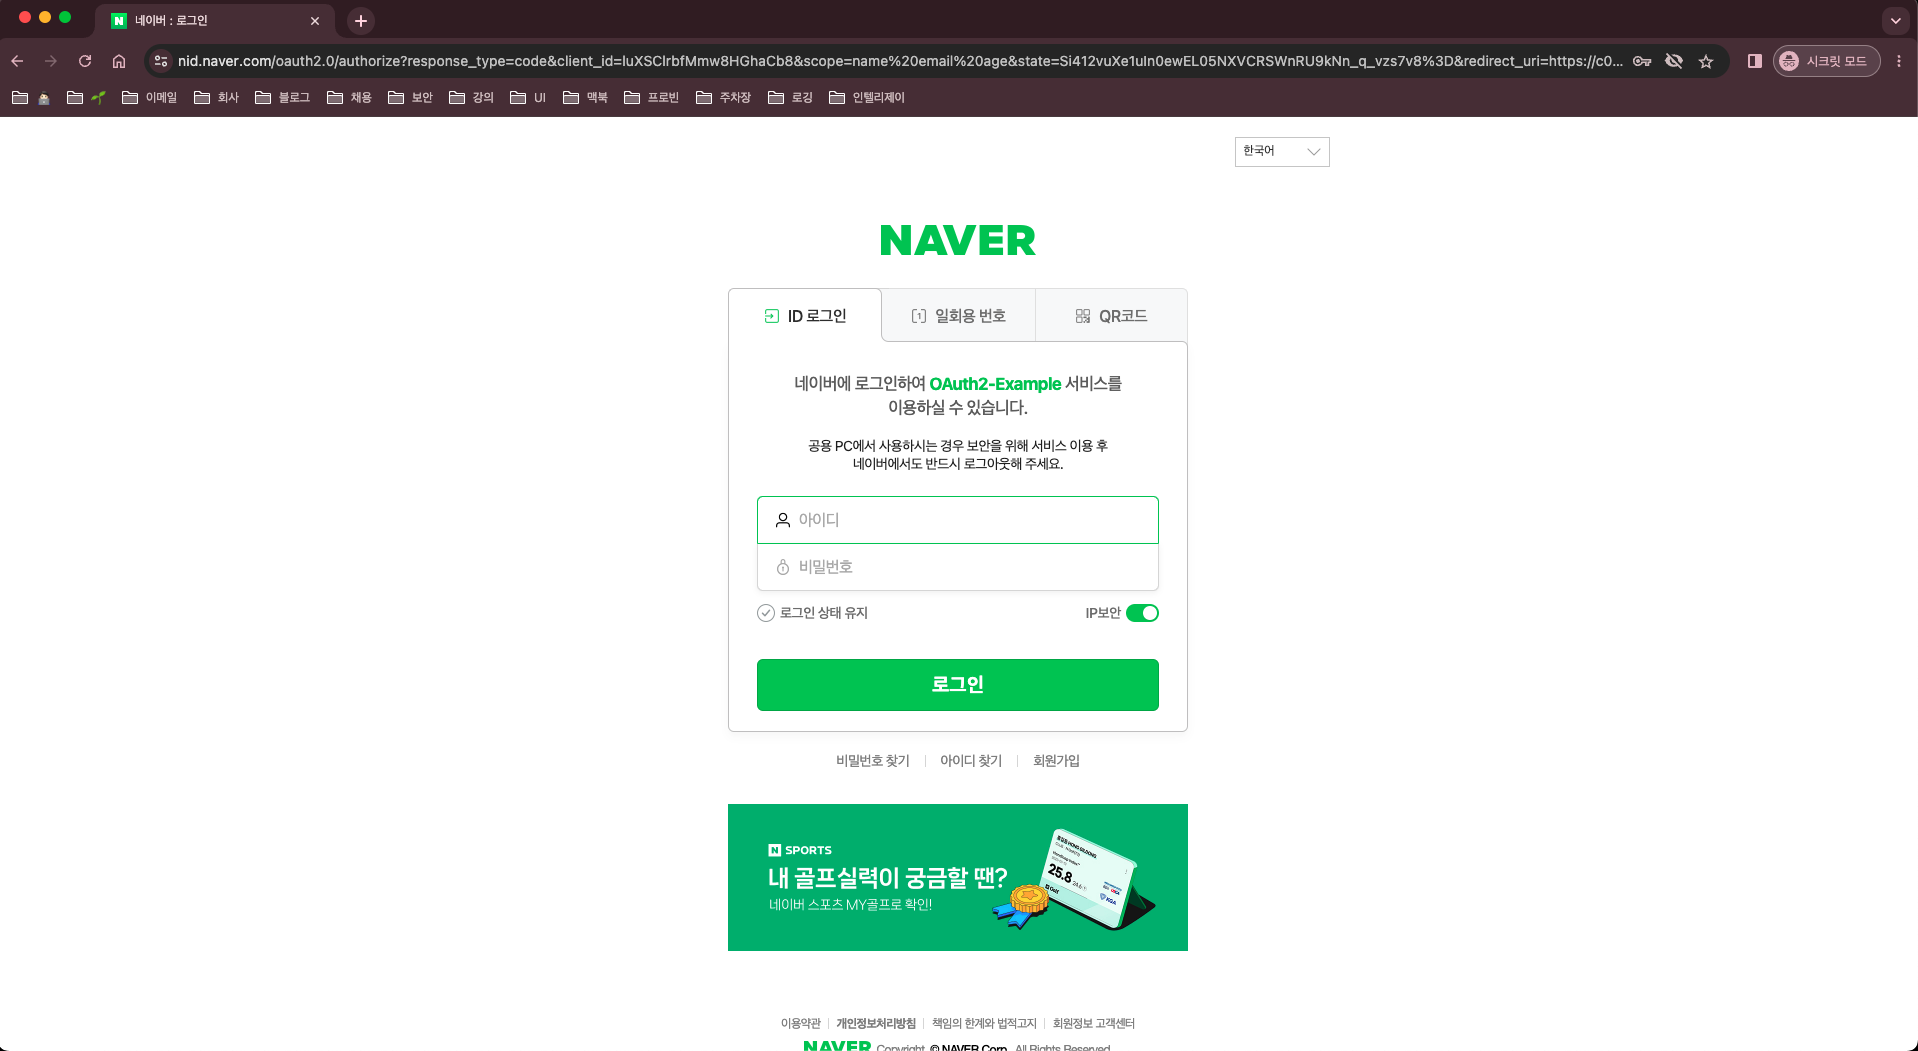 네이버 : 로그인
nid.naver.com/oauth2.0/authorize?response_type=code&client_id=luXSClrbfMmw8HGhaCb8&scope=name%20email%20age&state=Si412vuXe1uIn0ewEL05NXVCRSWnRU9kNn_q_vzs7v8%3D&redirect_uri=https://c0...
시크릿 모드
이메일 회사 블로그 채용 보안 강의 UI 맥북 프로빈 주차장 로깅 인텔리제이
한국어
NAVER
ID 로그인 일회용 번호 QR코드
네이버에 로그인하여 OAuth2-Example 서비스를
이용하실 수 있습니다.
공용 PC에서 사용하시는 경우 보안을 위해 서비스 이용 후
네이버에서도 반드시 로그아웃해 주세요.
아이디
비밀번호
로그인 상태 유지 IP보안
로그인
비밀번호 찾기 아이디 찾기 회원가입
N SPORTS
내 골프실력이 궁금할 땐?
네이버 스포츠 MY골프로 확인!
25.8
이용약관 개인정보처리방침 책임의 한계와 법적고지 회원정보 고객센터
NAVER Copyright © NAVER Corp. All Rights Reserved.